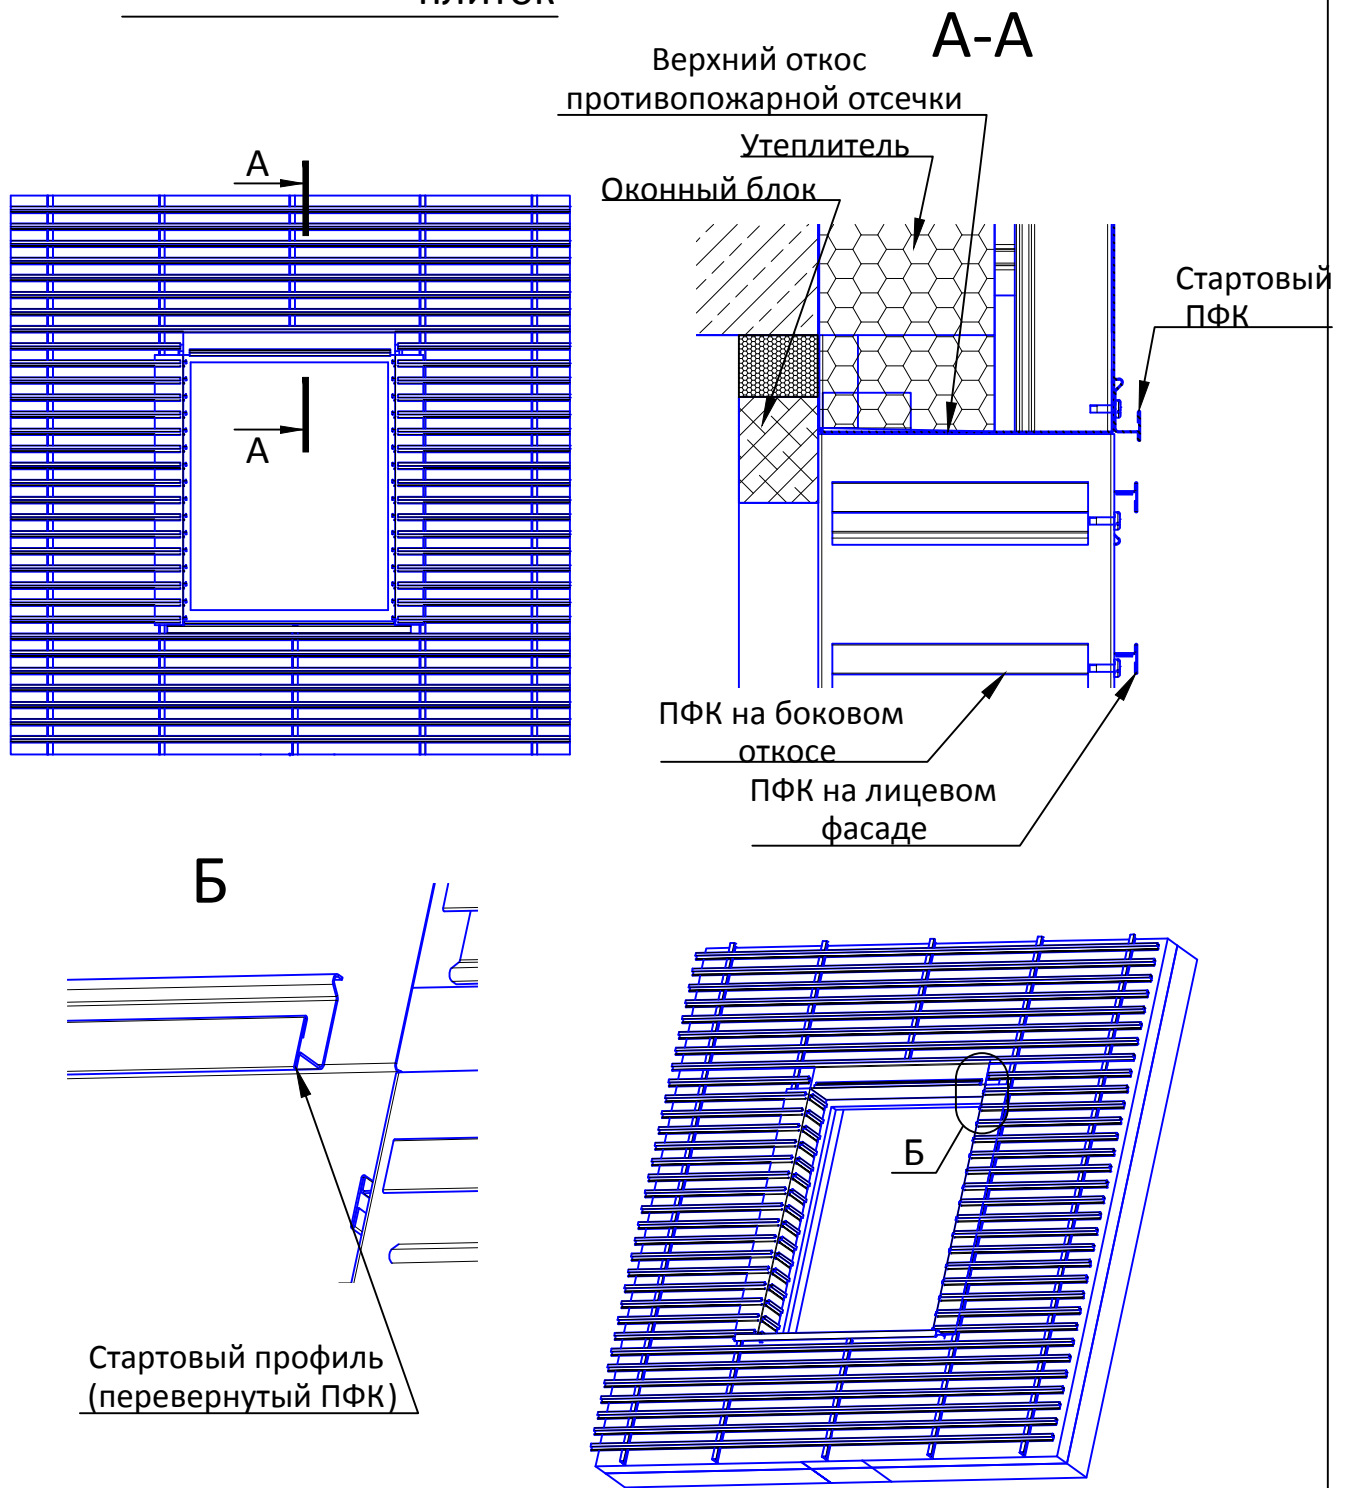 А-А
Верхний откос
противопожарной отсечки
Утеплитель
Оконный блок
А
А
Стартовый
ПФК
ПФК на боковом
откосе
ПФК на лицевом
фасаде
Б
Б
Стартовый профиль
(перевернутый ПФК)